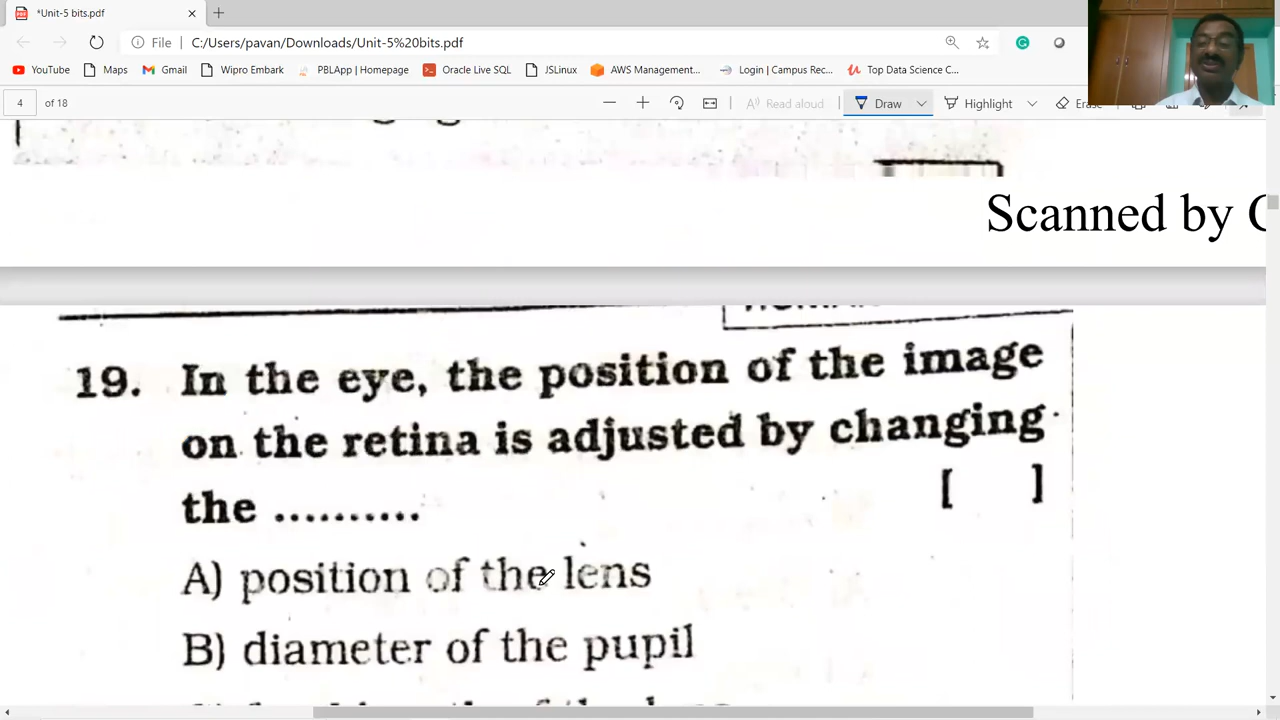 *Unit-5 bits.pdf
File
C:/Users/pavan/Downloads/Unit-5%20bits.pdf
YouTube
Maps
Gmail
Wipro Embark
PBLApp | Homepage
Oracle Live SQL
JSLinux
AWS Management...
Login | Campus Rec...
Top Data Science C...
4
of 18
Read aloud
Draw
Highlight
Erase
Scanned by C
19. In the eye, the position of the image
on the retina is adjusted by changing
the .......... [ ]
A) position of the lens
B) diameter of the pupil